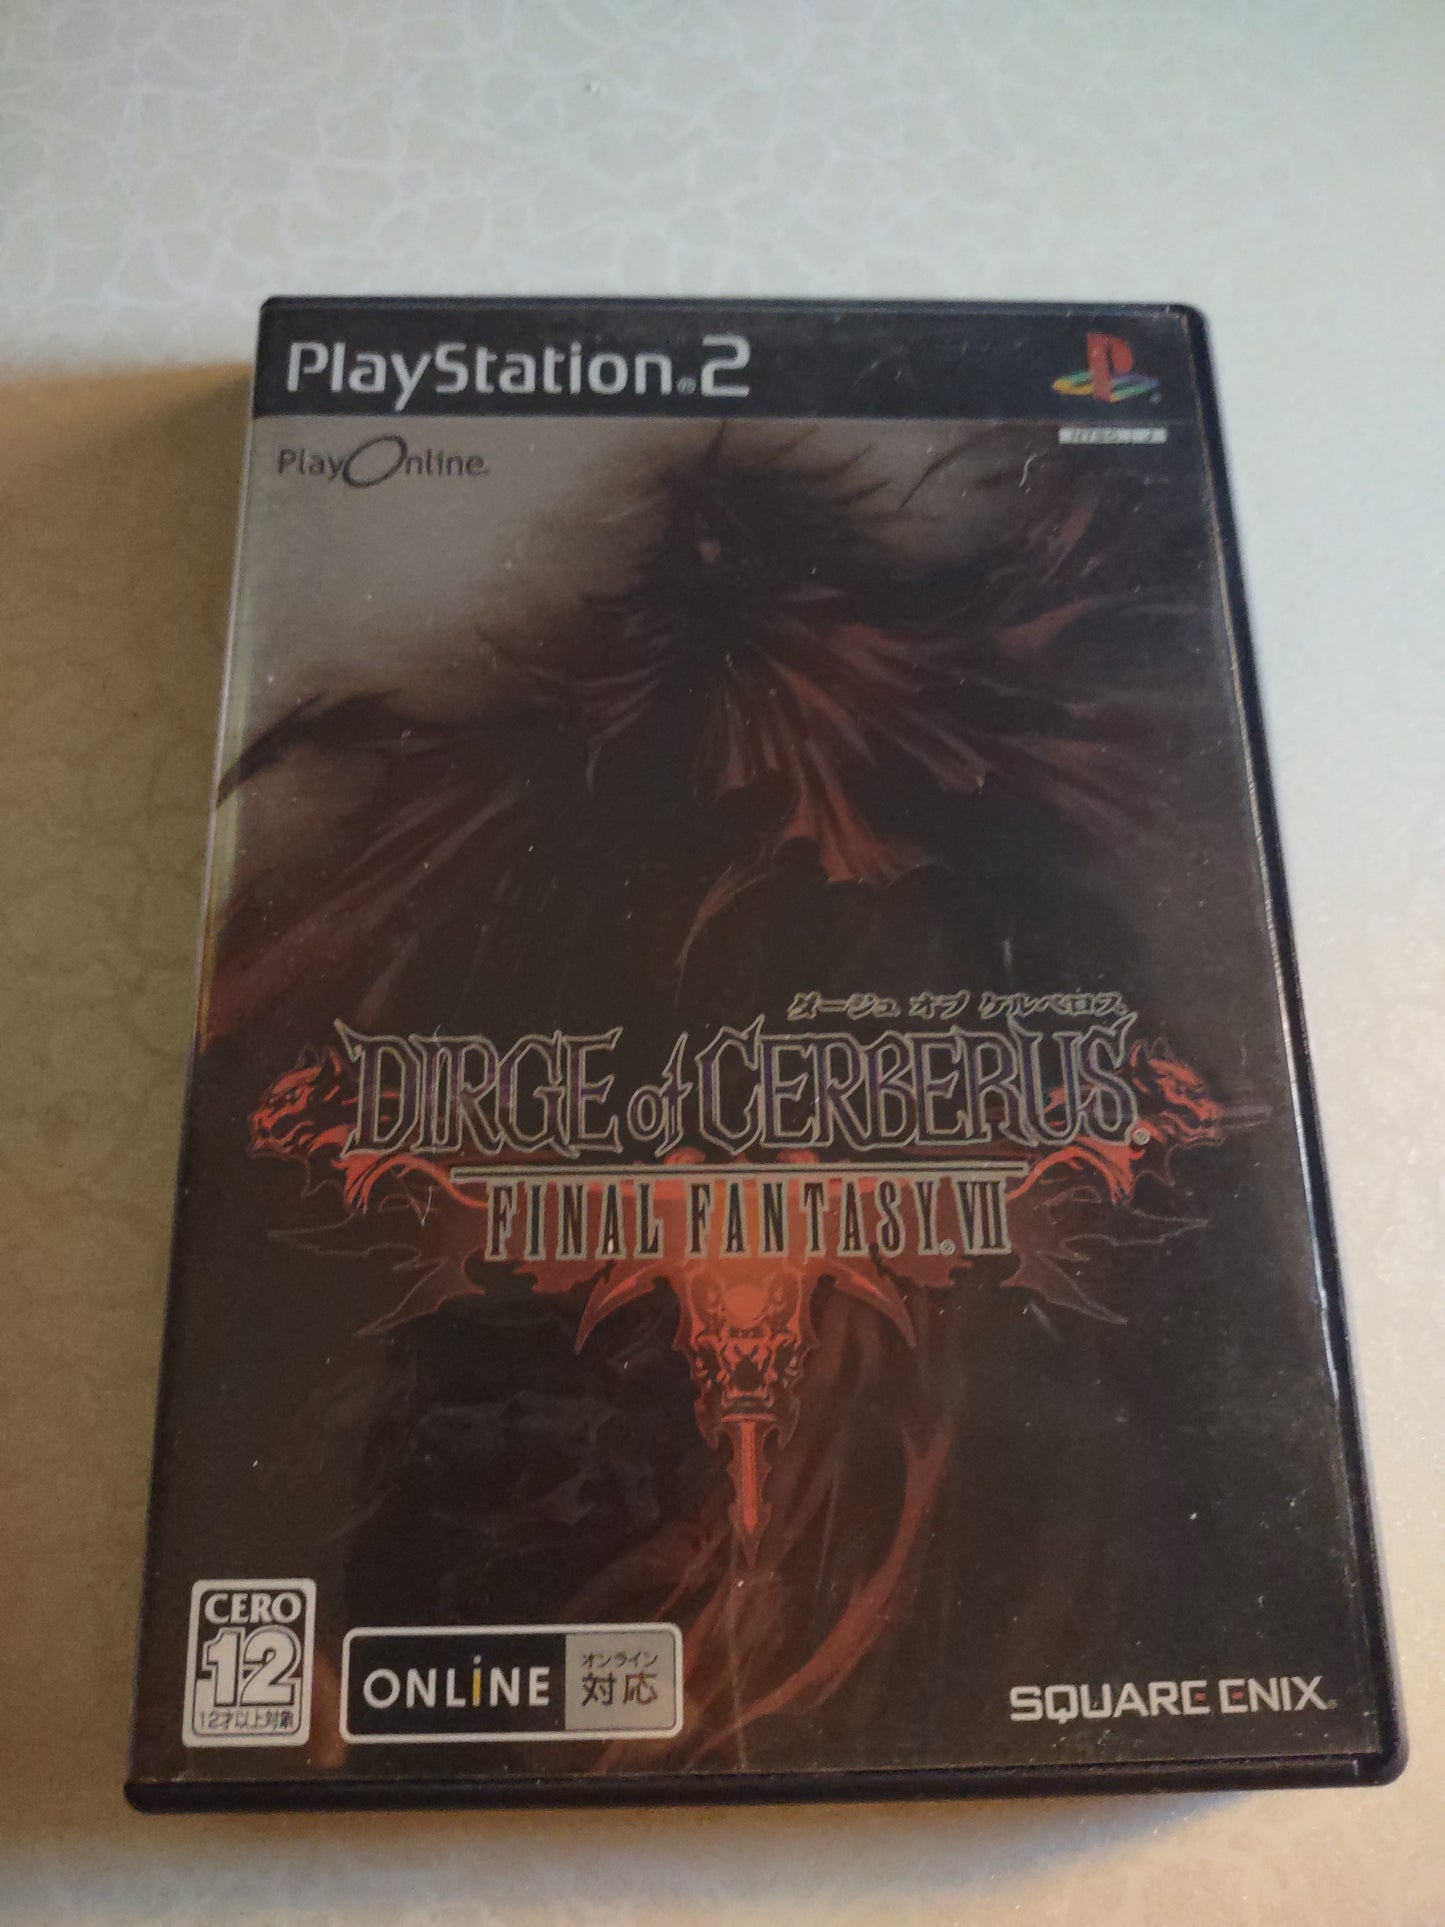 PlayStation®2
NTSC J
PlayOnline®
ダージュ オブ ケルベロス
DIRGE of CERBERUS®
FINAL FANTASY®VII
CERO
12
12才以上対象
ONLiNE
オンライン
対応
SQUARE ENIX®